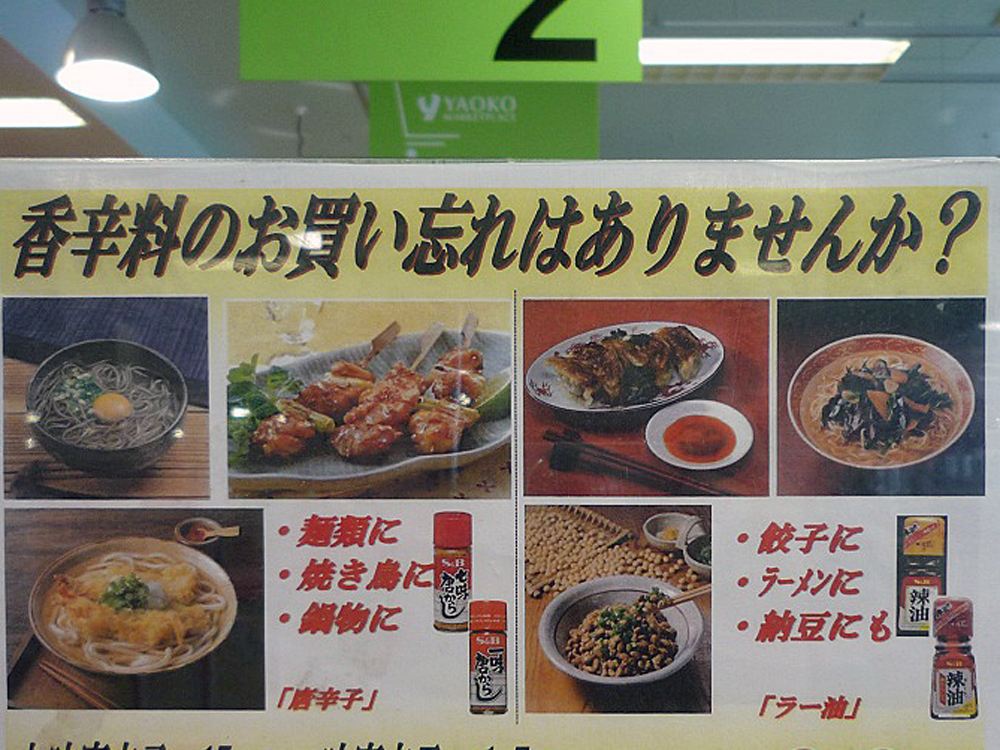 2
YAOKO
MARKETPLACE
香辛料のお買い忘れはありませんか？
・麺類に
・焼き鳥に
・鍋物に
「唐辛子」
S&B
七味
唐からし
S&B
一味
唐からし
・餃子に
・ラーメンに
・納豆にも
「ラー油」
S&B
辣油
S&B
辣油